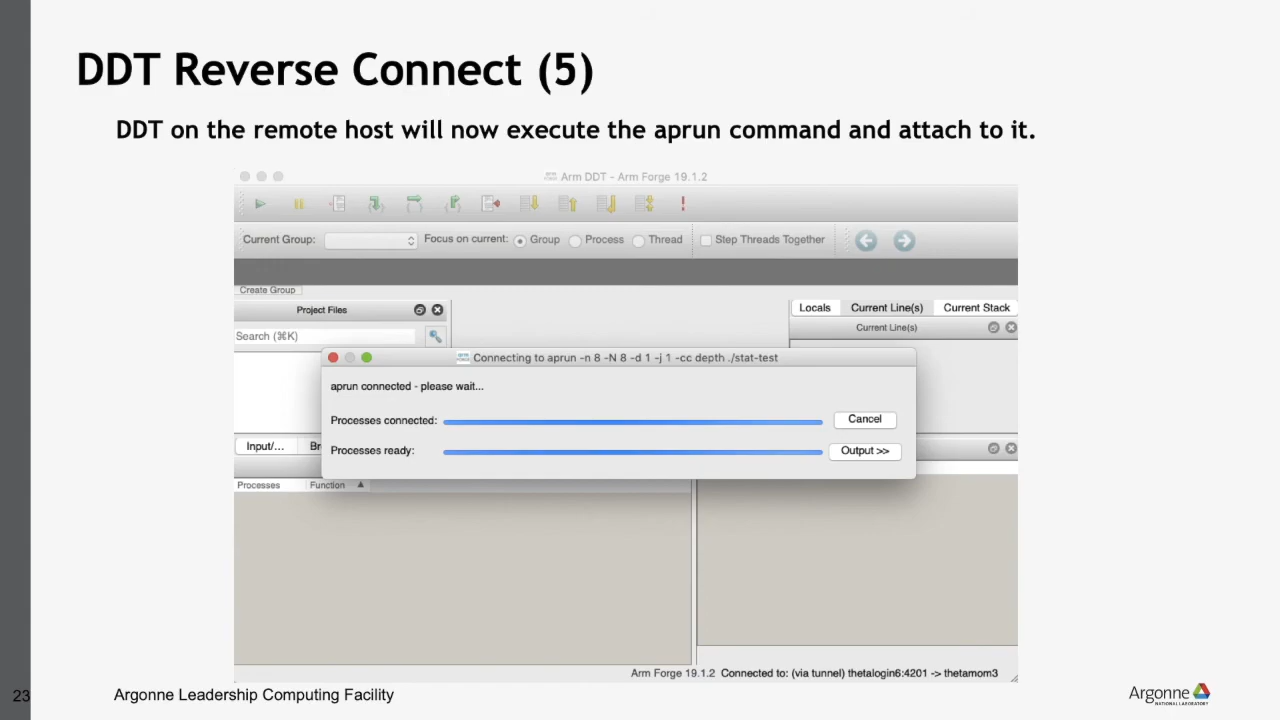 DDT Reverse Connect (5)
DDT on the remote host will now execute the aprun command and attach to it.
Arm DDT - Arm Forge 19.1.2
Current Group:
Focus on current:
Group
Process
Thread
Step Threads Together
Create Group
Project Files
Search (⌘K)
Locals
Current Line(s)
Current Stack
Current Line(s)
Connecting to aprun -n 8 -N 8 -d 1 -j 1 -cc depth ./stat-test
aprun connected - please wait...
Processes connected:
Cancel
Processes ready:
Output >>
Input/...
Br
Processes
Function
Arm Forge 19.1.2
Connected to: (via tunnel) thetalogin6:4201 -> thetamom3
23
Argonne Leadership Computing Facility
Argonne
NATIONAL LABORATORY